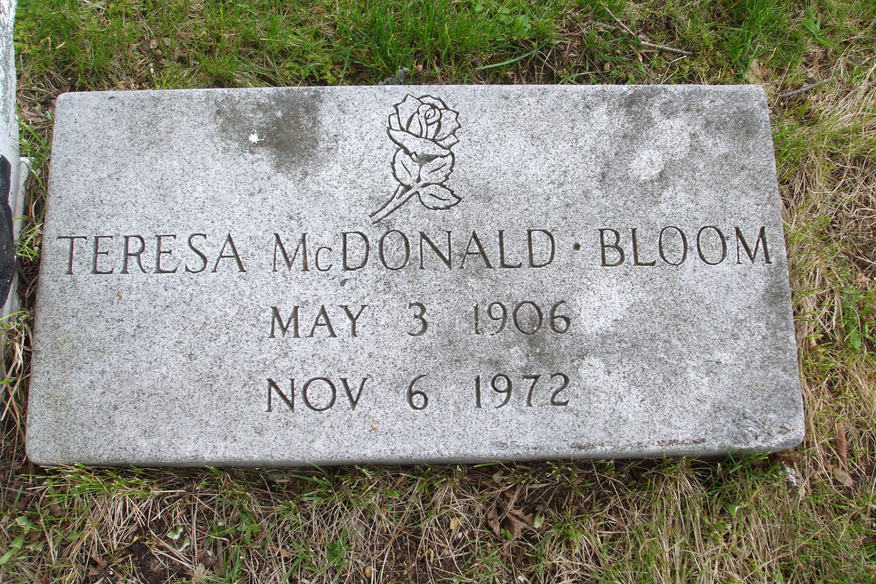 TERESA McDONALD · BLOOM
MAY 3 1906
NOV 6 1972